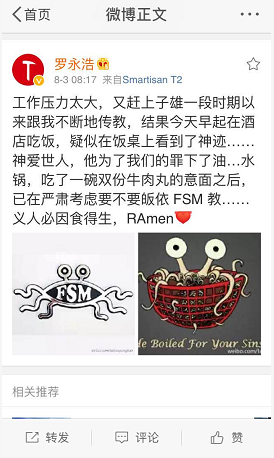 首页
微博正文
罗永浩
8-3 08:17 来自Smartisan T2
工作压力太大，又赶上子雄一段时期以
来跟我不断地传教，结果今天早起在酒
店吃饭，疑似在饭桌上看到了神迹……
神爱世人，他为了我们的罪下了油…水
锅，吃了一碗双份牛肉丸的意面之后，
已在严肃考虑要不要皈依 FSM 教……
义人必因食得生，RAmen
FSM
He Boiled For Your Sins
相关推荐
转发
评论
赞